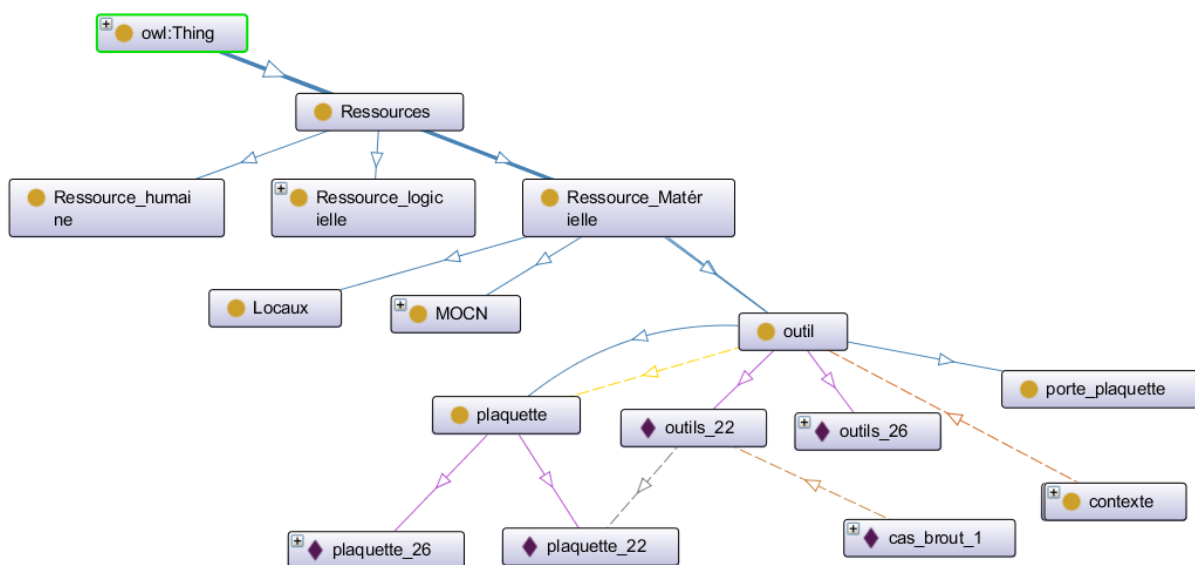 owl:Thing
Ressources
Ressource_humai
ne
Ressource_logic
ielle
Ressource_Matér
ielle
Locaux
MOCN
outil
porte_plaquette
plaquette
outils_22
outils_26
contexte
plaquette_26
plaquette_22
cas_brout_1